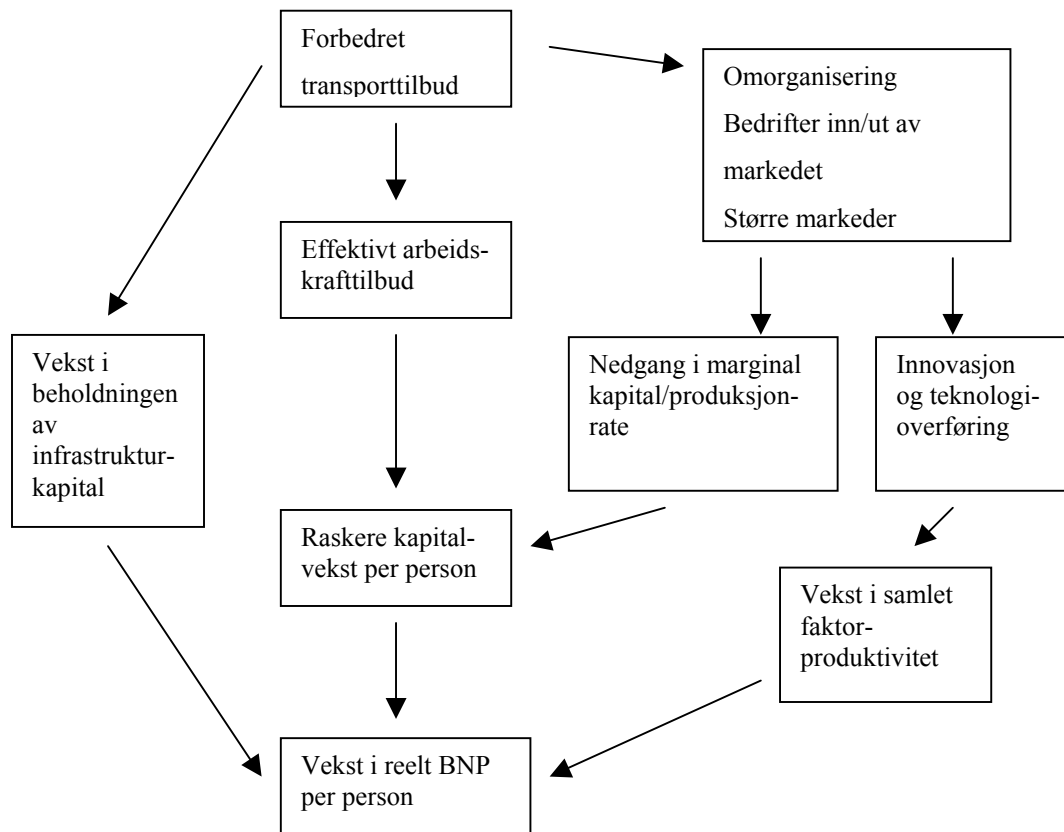 Forbedret
transporttilbud
Omorganisering
Bedrifter inn/ut av
markedet
Større markeder
Effektivt arbeids-
krafttilbud
Vekst i
beholdningen
av
infrastruktur-
kapital
Nedgang i marginal
kapital/produksjon-
rate
Innovasjon
og teknologi-
overføring
Raskere kapital-
vekst per person
Vekst i samlet
faktor-
produktivitet
Vekst i reelt BNP
per person